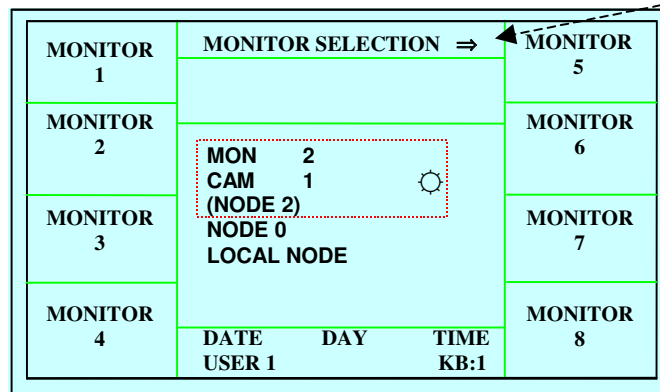 MONITOR
1
MONITOR
2
MONITOR
3
MONITOR
4
MONITOR SELECTION ⇒
MON 2
CAM 1
(NODE 2)
NODE 0
LOCAL NODE
DATE DAY TIME
USER 1 KB:1
MONITOR
5
MONITOR
6
MONITOR
7
MONITOR
8